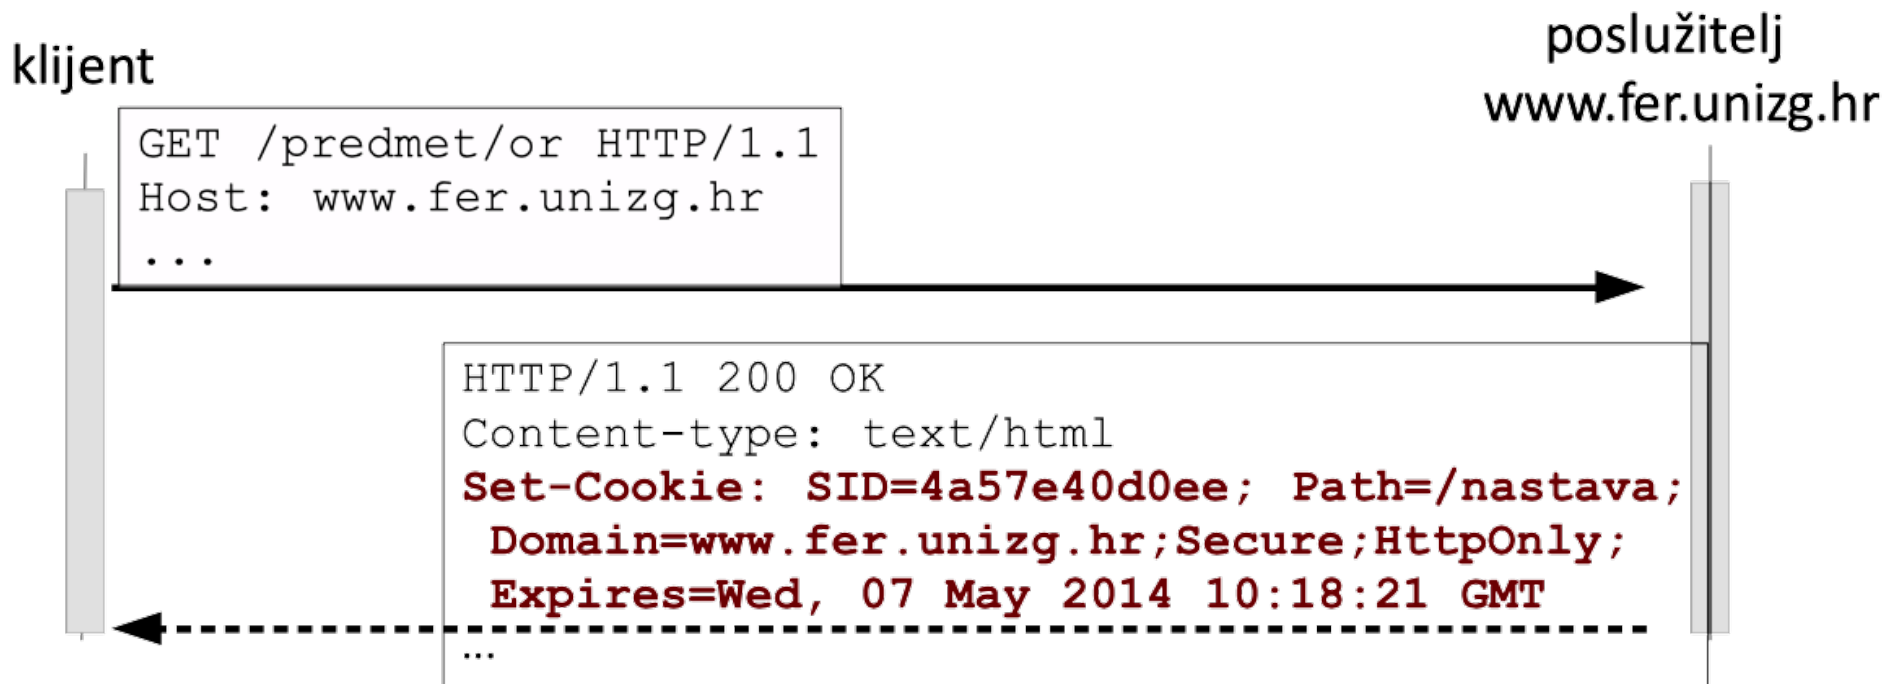 klijent
poslužitelj
www.fer.unizg.hr
GET /predmet/or HTTP/1.1
Host: www.fer.unizg.hr
...
HTTP/1.1 200 OK
Content-type: text/html
Set-Cookie: SID=4a57e40d0ee; Path=/nastava;
Domain=www.fer.unizg.hr;Secure;HttpOnly;
Expires=Wed, 07 May 2014 10:18:21 GMT
...